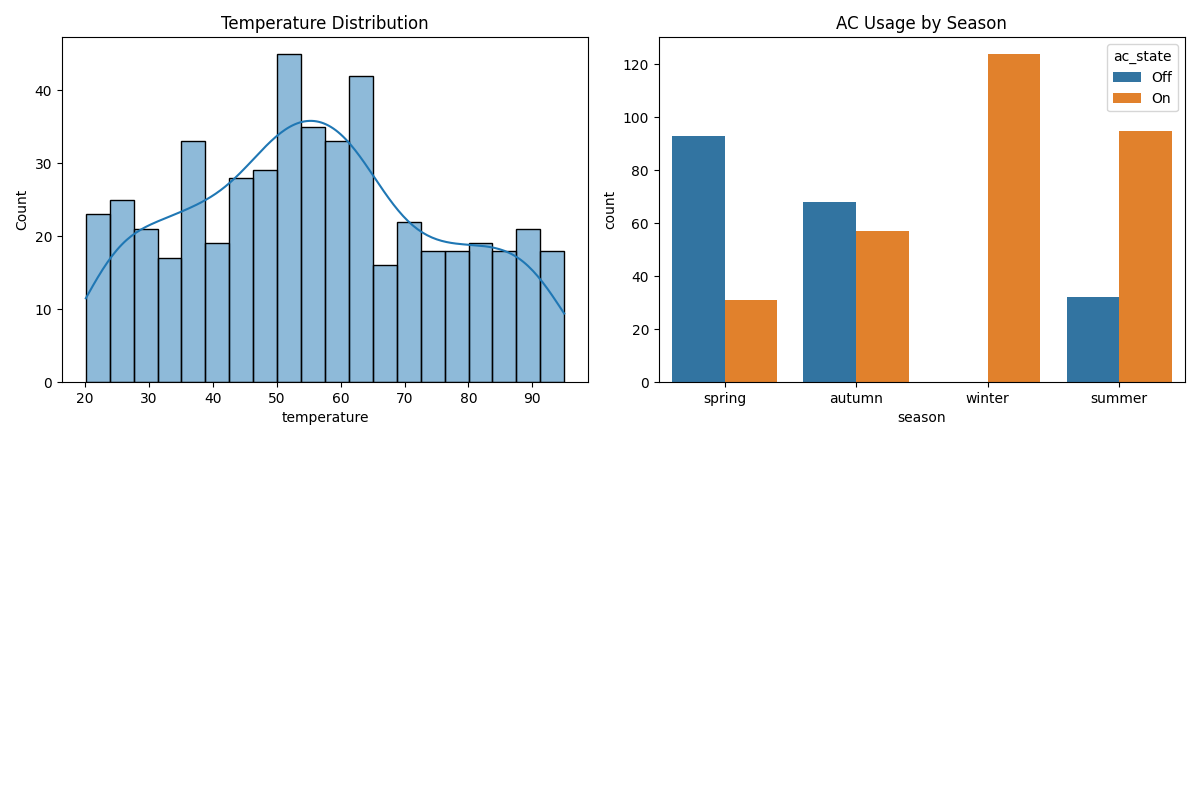 Temperature Distribution
Count
40
30
20
10
0
20 30 40 50 60 70 80 90
temperature
AC Usage by Season
count
120
100
80
60
40
20
0
ac_state
Off
On
spring autumn winter summer
season